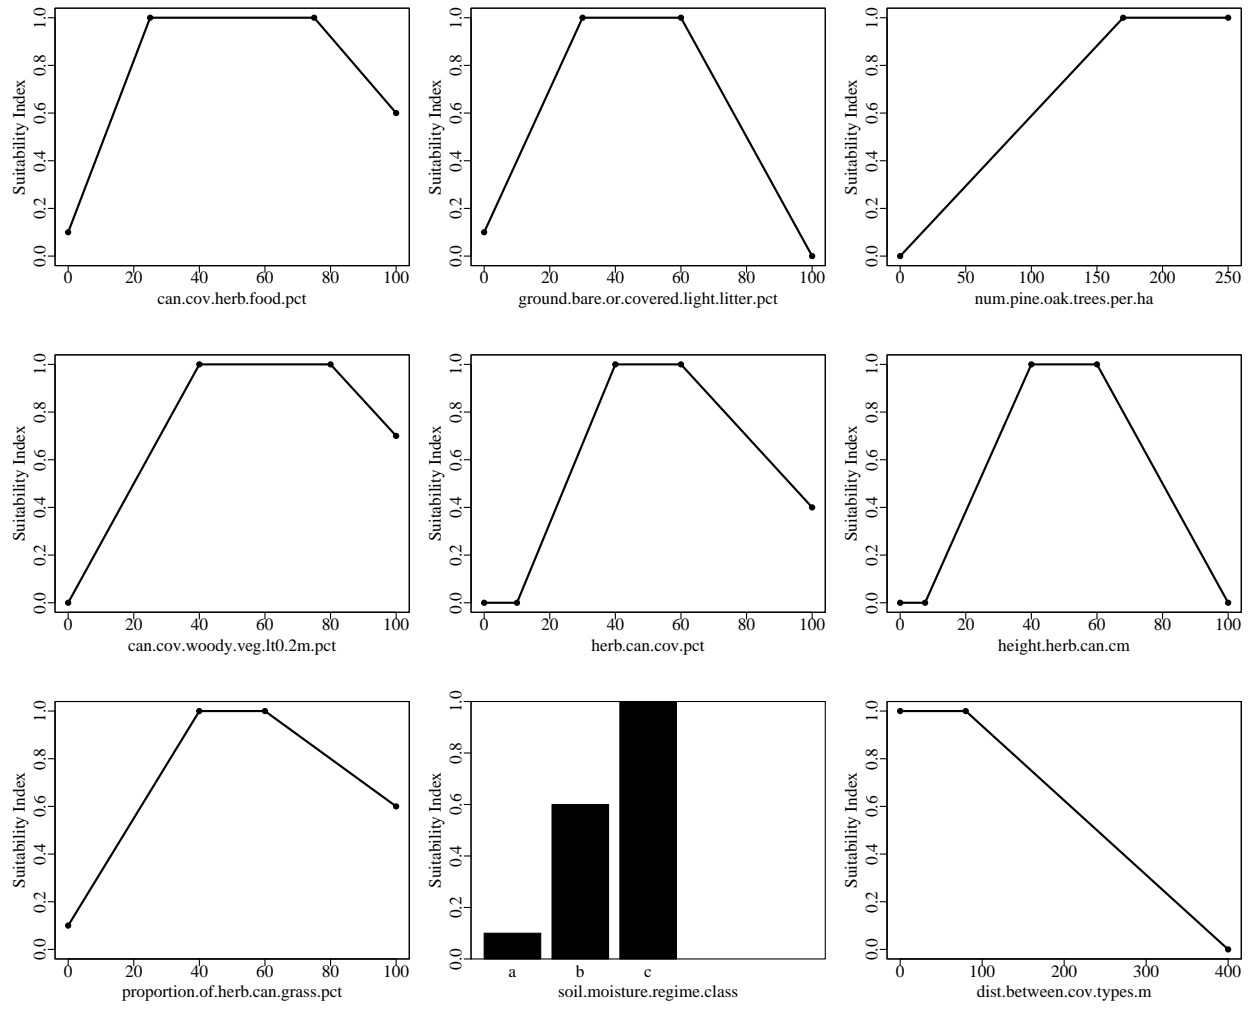 Suitability Index
0.0 0.2 0.4 0.6 0.8 1.0
0 20 40 60 80 100
can.cov.herb.food.pct
Suitability Index
0.0 0.2 0.4 0.6 0.8 1.0
0 20 40 60 80 100
ground.bare.or.covered.light.litter.pct
Suitability Index
0.0 0.2 0.4 0.6 0.8 1.0
0 50 100 150 200 250
num.pine.oak.trees.per.ha
Suitability Index
0.0 0.2 0.4 0.6 0.8 1.0
0 20 40 60 80 100
can.cov.woody.veg.lt0.2m.pct
Suitability Index
0.0 0.2 0.4 0.6 0.8 1.0
0 20 40 60 80 100
herb.can.cov.pct
Suitability Index
0.0 0.2 0.4 0.6 0.8 1.0
0 20 40 60 80 100
height.herb.can.cm
Suitability Index
0.0 0.2 0.4 0.6 0.8 1.0
0 20 40 60 80 100
proportion.of.herb.can.grass.pct
Suitability Index
0.0 0.2 0.4 0.6 0.8 1.0
a b c
soil.moisture.regime.class
Suitability Index
0.0 0.2 0.4 0.6 0.8 1.0
0 100 200 300 400
dist.between.cov.types.m